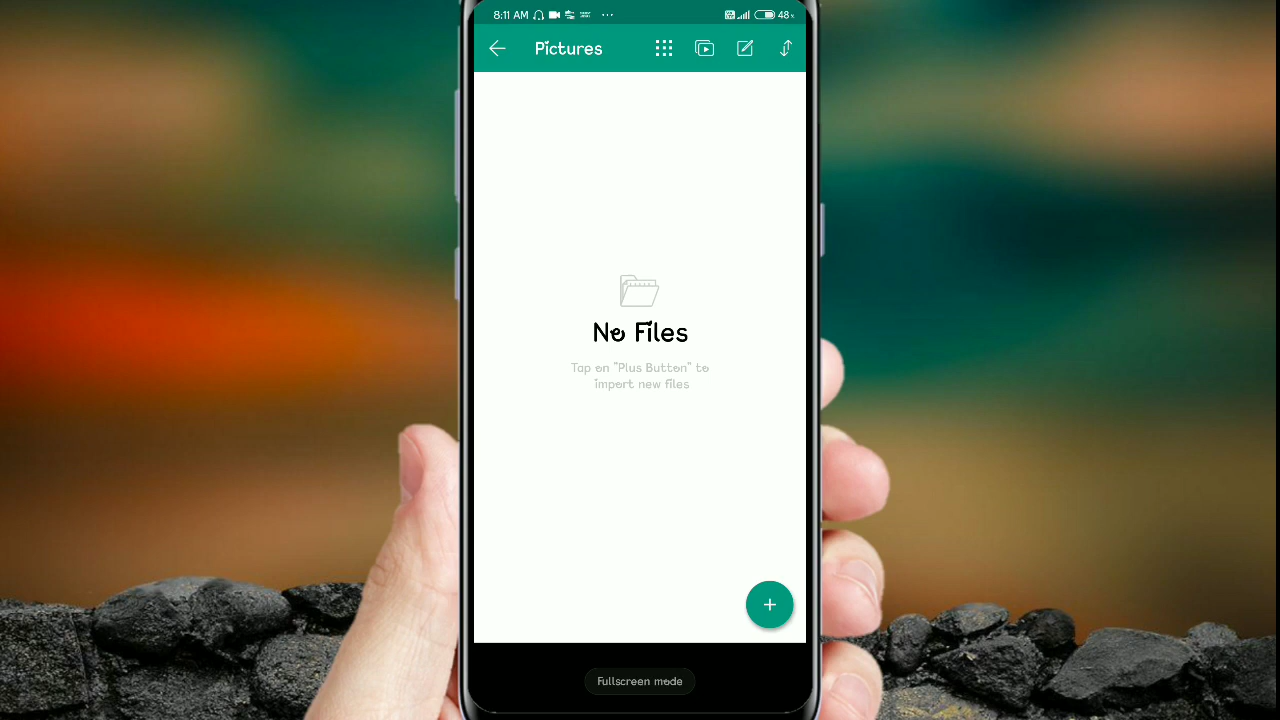 8:11 AM ... 48
Pictures
No Files
Tap on "Plus Button" to
import new files
Fullscreen mode